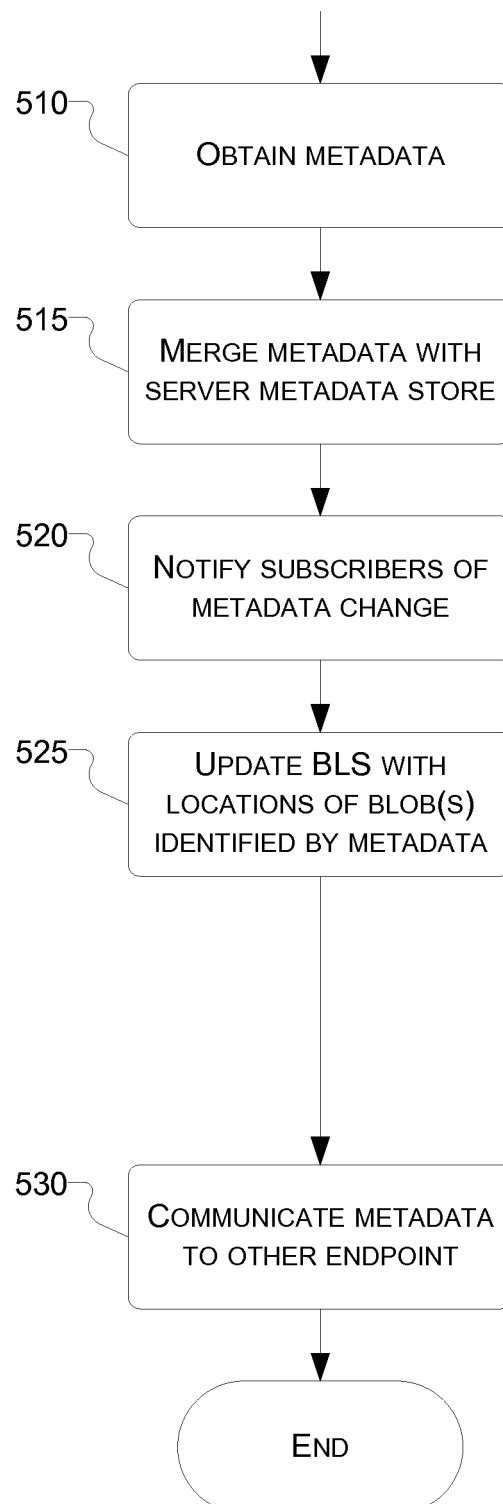 510
OBTAIN METADATA
515
MERGE METADATA WITH
SERVER METADATA STORE
520
NOTIFY SUBSCRIBERS OF
METADATA CHANGE
525
UPDATE BLS WITH
LOCATIONS OF BLOB(S)
IDENTIFIED BY METADATA
530
COMMUNICATE METADATA
TO OTHER ENDPOINT
END